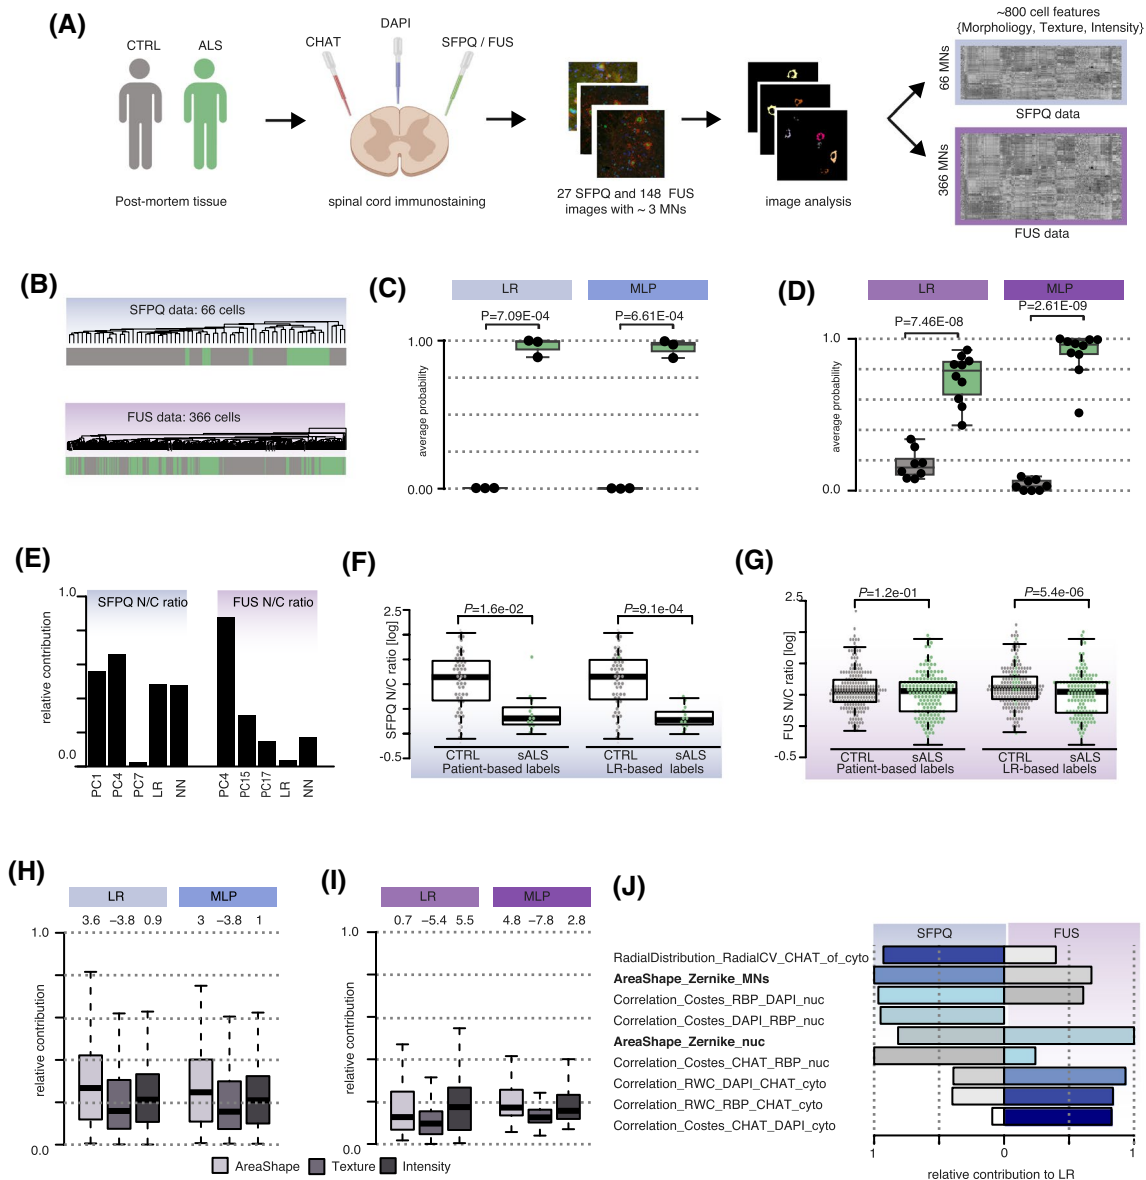 (A)
CTRL
ALS
Post-mortem tissue
CHAT
DAPI
SFPQ / FUS
spinal cord immunostaining
27 SFPQ and 148 FUS
images with ~ 3 MNs
image analysis
~800 cell features
{Morphologiy, Texture, Intensity}
66 MNs
SFPQ data
366 MNs
FUS data
(B)
SFPQ data: 66 cells
FUS data: 366 cells
(C)
LR
MLP
P=7.09E-04
P=6.61E-04
1.00
0.00
average probability
(D)
LR
MLP
P=7.46E-08
P=2.61E-09
1.0
0.0
average probability
(E)
1.0
0.0
relative contribution
SFPQ N/C ratio
FUS N/C ratio
PC1
PC4
PC7
LR
NN
PC4
PC15
PC17
LR
NN
(F)
2.5
-0.5
SFPQ N/C ratio [log]
P=1.6e-02
P=9.1e-04
CTRL
sALS
CTRL
sALS
Patient-based labels
LR-based labels
(G)
2.5
-0.5
FUS N/C ratio [log]
P=1.2e-01
P=5.4e-06
CTRL
sALS
CTRL
sALS
Patient-based labels
LR-based labels
(H)
LR
MLP
3.6 −3.8 0.9
3 −3.8 1
1.0
0.0
relative contribution
(I)
LR
MLP
0.7 −5.4 5.5
4.8 −7.8 2.8
1.0
0.0
relative contribution
AreaShape
Texture
Intensity
(J)
SFPQ
FUS
RadialDistribution_RadialCV_CHAT_of_cyto
AreaShape_Zernike_MNs
Correlation_Costes_RBP_DAPI_nuc
Correlation_Costes_DAPI_RBP_nuc
AreaShape_Zernike_nuc
Correlation_Costes_CHAT_RBP_nuc
Correlation_RWC_DAPI_CHAT_cyto
Correlation_RWC_RBP_CHAT_cyto
Correlation_Costes_CHAT_DAPI_cyto
1
0
1
relative contribution to LR